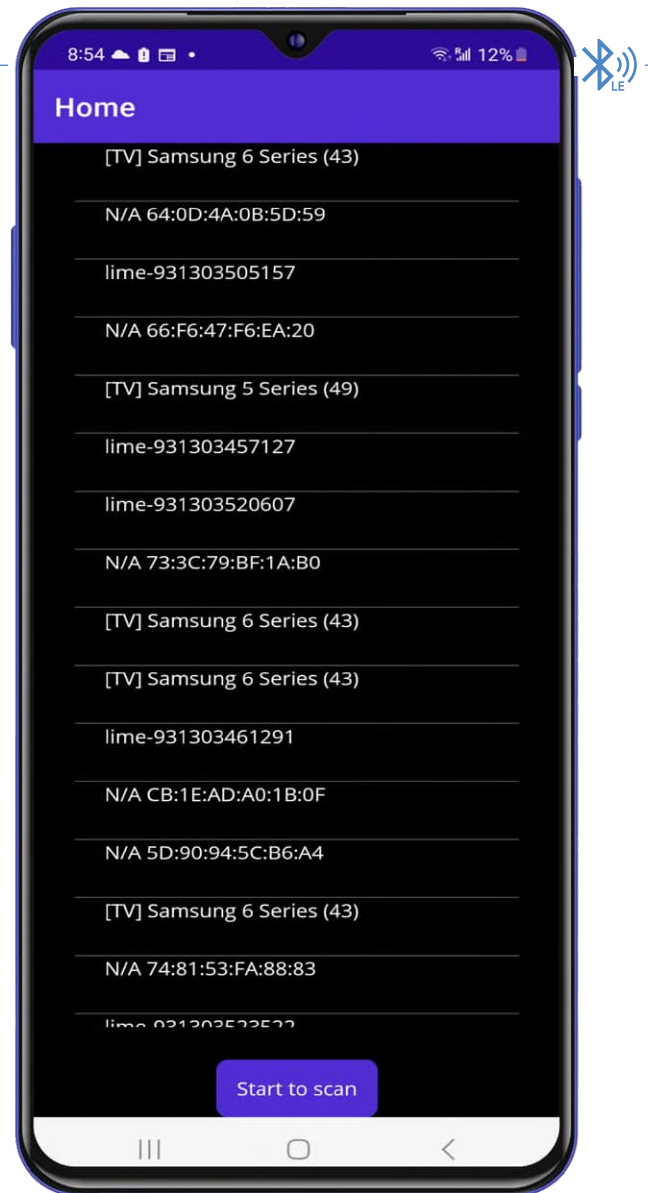 8:54
12%
LE
Home
[TV] Samsung 6 Series (43)
N/A 64:0D:4A:0B:5D:59
lime-931303505157
N/A 66:F6:47:F6:EA:20
[TV] Samsung 5 Series (49)
lime-931303457127
lime-931303520607
N/A 73:3C:79:BF:1A:B0
[TV] Samsung 6 Series (43)
[TV] Samsung 6 Series (43)
lime-931303461291
N/A CB:1E:AD:A0:1B:0F
N/A 5D:90:94:5C:B6:A4
[TV] Samsung 6 Series (43)
N/A 74:81:53:FA:88:83
lime-931303523522
Start to scan